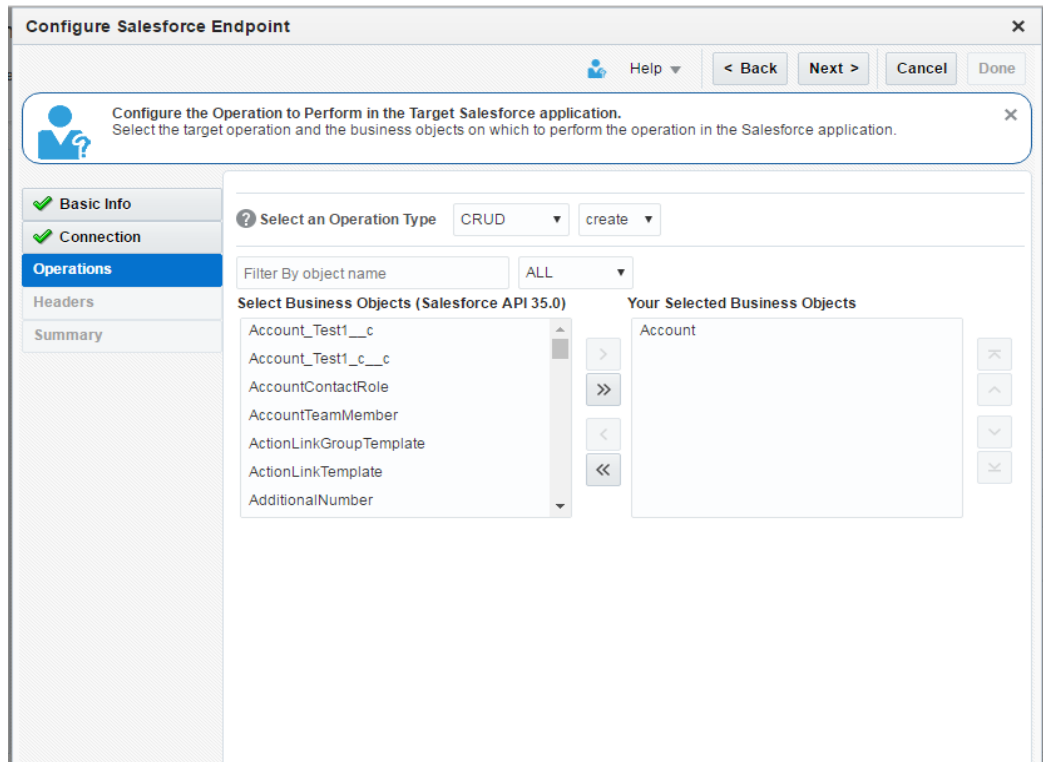 Configure Salesforce Endpoint
Help
< Back
Next >
Cancel
Done
Configure the Operation to Perform in the Target Salesforce application.
Select the target operation and the business objects on which to perform the operation in the Salesforce application.
Basic Info
Connection
Operations
Headers
Summary
Select an Operation Type
CRUD
create
Filter By object name
ALL
Select Business Objects (Salesforce API 35.0)
Your Selected Business Objects
Account_Test1__c
Account_Test1_c__c
AccountContactRole
AccountTeamMember
ActionLinkGroupTemplate
ActionLinkTemplate
AdditionalNumber
Account